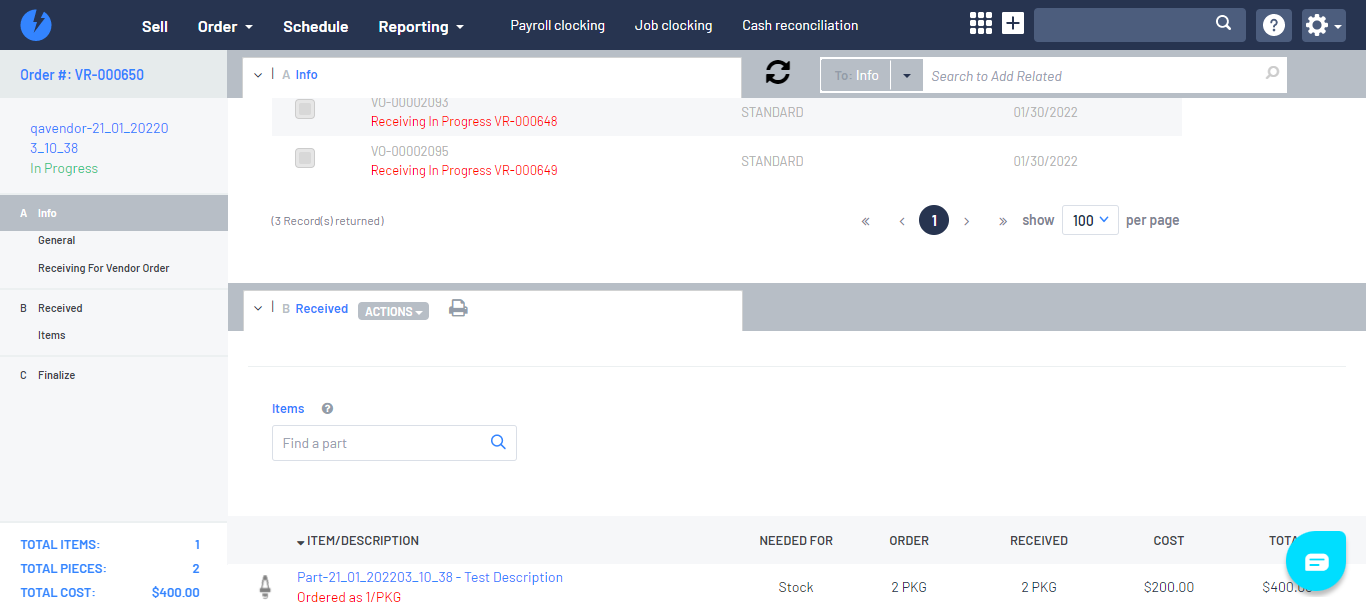 Sell Order Schedule Reporting Payroll clocking Job clocking Cash reconciliation
Order #: VR-000650
A Info
To: Info
Search to Add Related
qavendor-21_01_20220
3_10_38
In Progress
VO-00002093
Receiving In Progress VR-000648
STANDARD
01/30/2022
VO-00002095
Receiving In Progress VR-000649
STANDARD
01/30/2022
A Info
General
Receiving For Vendor Order
B Received
Items
C Finalize
(3 Record(s) returned)
« ‹ 1 › » show 100 per page
B Received ACTIONS
Items ?
Find a part
ITEM/DESCRIPTION NEEDED FOR ORDER RECEIVED COST
Part-21_01_202203_10_38 - Test Description
Ordered as 1/PKG
Stock 2 PKG 2 PKG $200.00
TOTAL ITEMS: 1
TOTAL PIECES: 2
TOTAL COST: $400.00